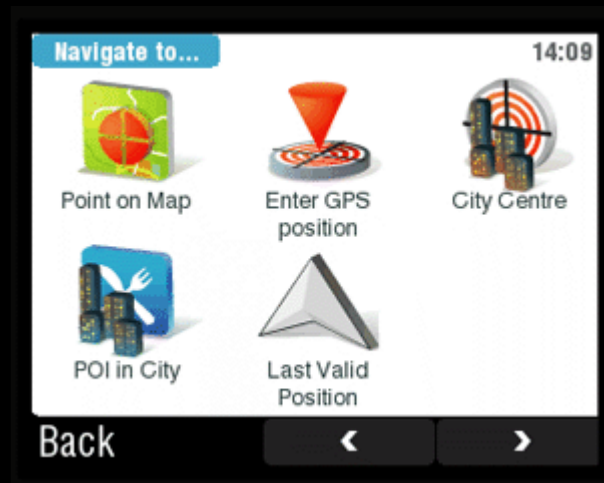 Navigate to...
14:09
Point on Map
Enter GPS
position
City Centre
POI in City
Last Valid
Position
Back